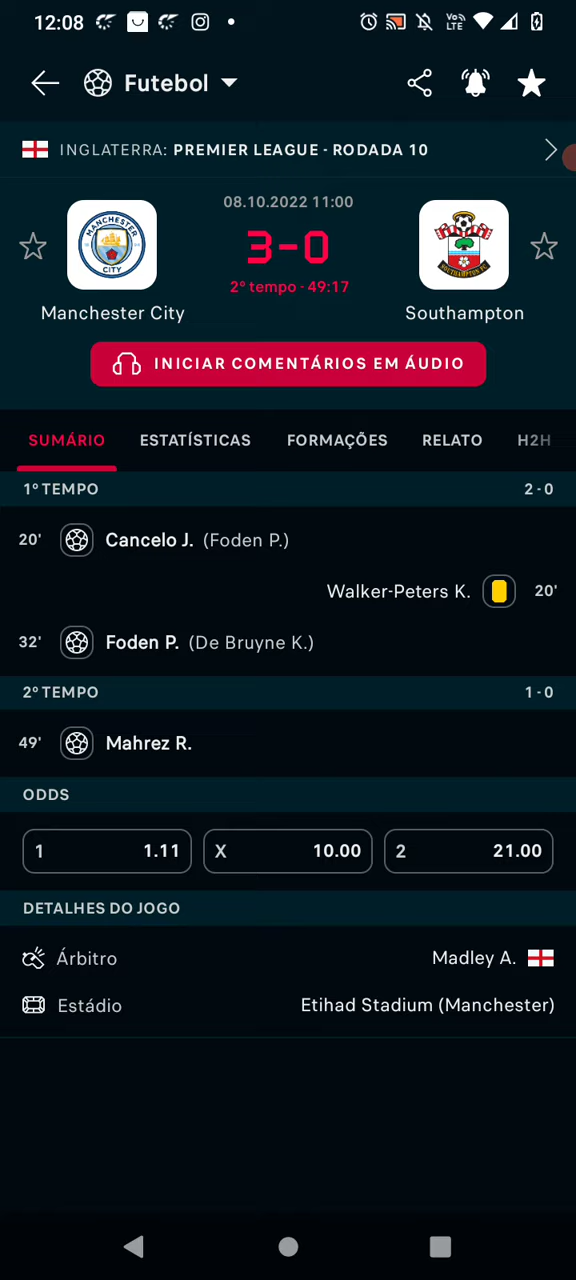 12:08
Futebol
INGLATERRA: PREMIER LEAGUE - RODADA 10
08.10.2022 11:00
3-0
2º tempo - 49:17
Manchester City
Southampton
INICIAR COMENTÁRIOS EM ÁUDIO
SUMÁRIO ESTATÍSTICAS FORMAÇÕES RELATO H2H
1º TEMPO 2 - 0
20' Cancelo J. (Foden P.)
Walker-Peters K. 20'
32' Foden P. (De Bruyne K.)
2º TEMPO 1 - 0
49' Mahrez R.
ODDS
1 1.11 X 10.00 2 21.00
DETALHES DO JOGO
Árbitro Madley A.
Estádio Etihad Stadium (Manchester)